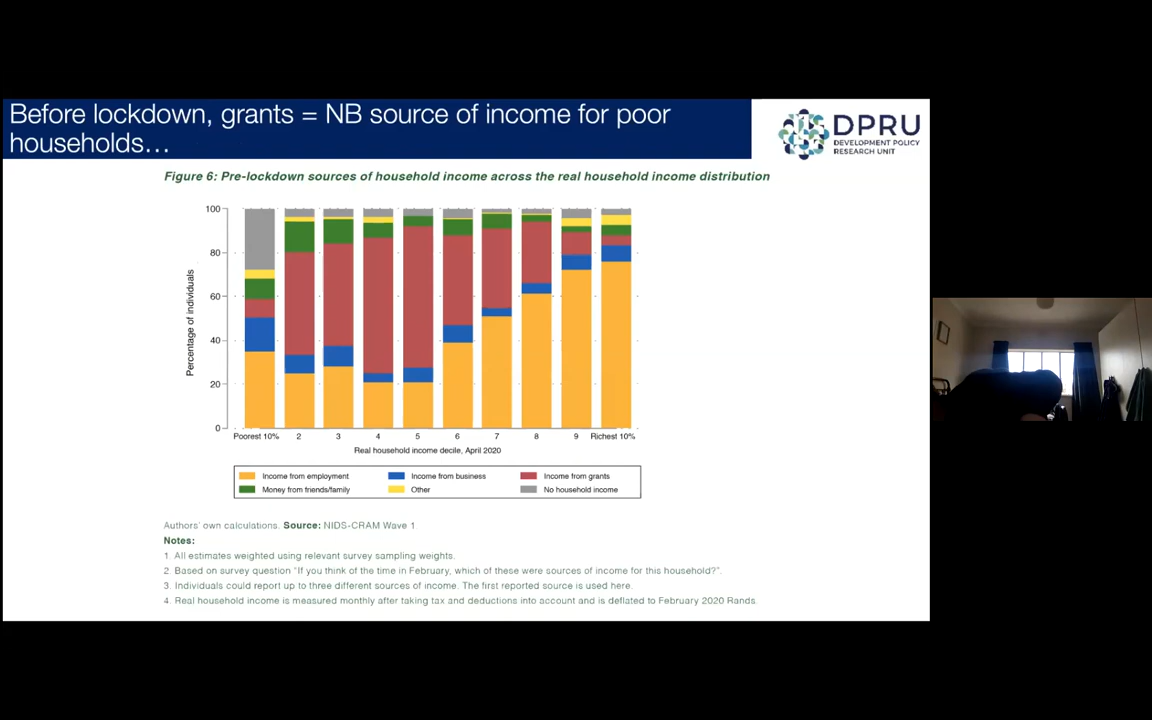 Before lockdown, grants = NB source of income for poor
households…
DPRU
DEVELOPMENT POLICY
RESEARCH UNIT
Figure 6: Pre-lockdown sources of household income across the real household income distribution
Percentage of individuals
100
80
60
40
20
0
Poorest 10% 2 3 4 5 6 7 8 9 Richest 10%
Real household income decile, April 2020
Income from employment Income from business Income from grants
Money from friends/family Other No household income
Authors' own calculations. Source: NIDS-CRAM Wave 1.
Notes:
1. All estimates weighted using relevant survey sampling weights.
2. Based on survey question "If you think of the time in February, which of these were sources of income for this household?".
3. Individuals could report up to three different sources of income. The first reported source is used here.
4. Real household income is measured monthly after taking tax and deductions into account and is deflated to February 2020 Rands.